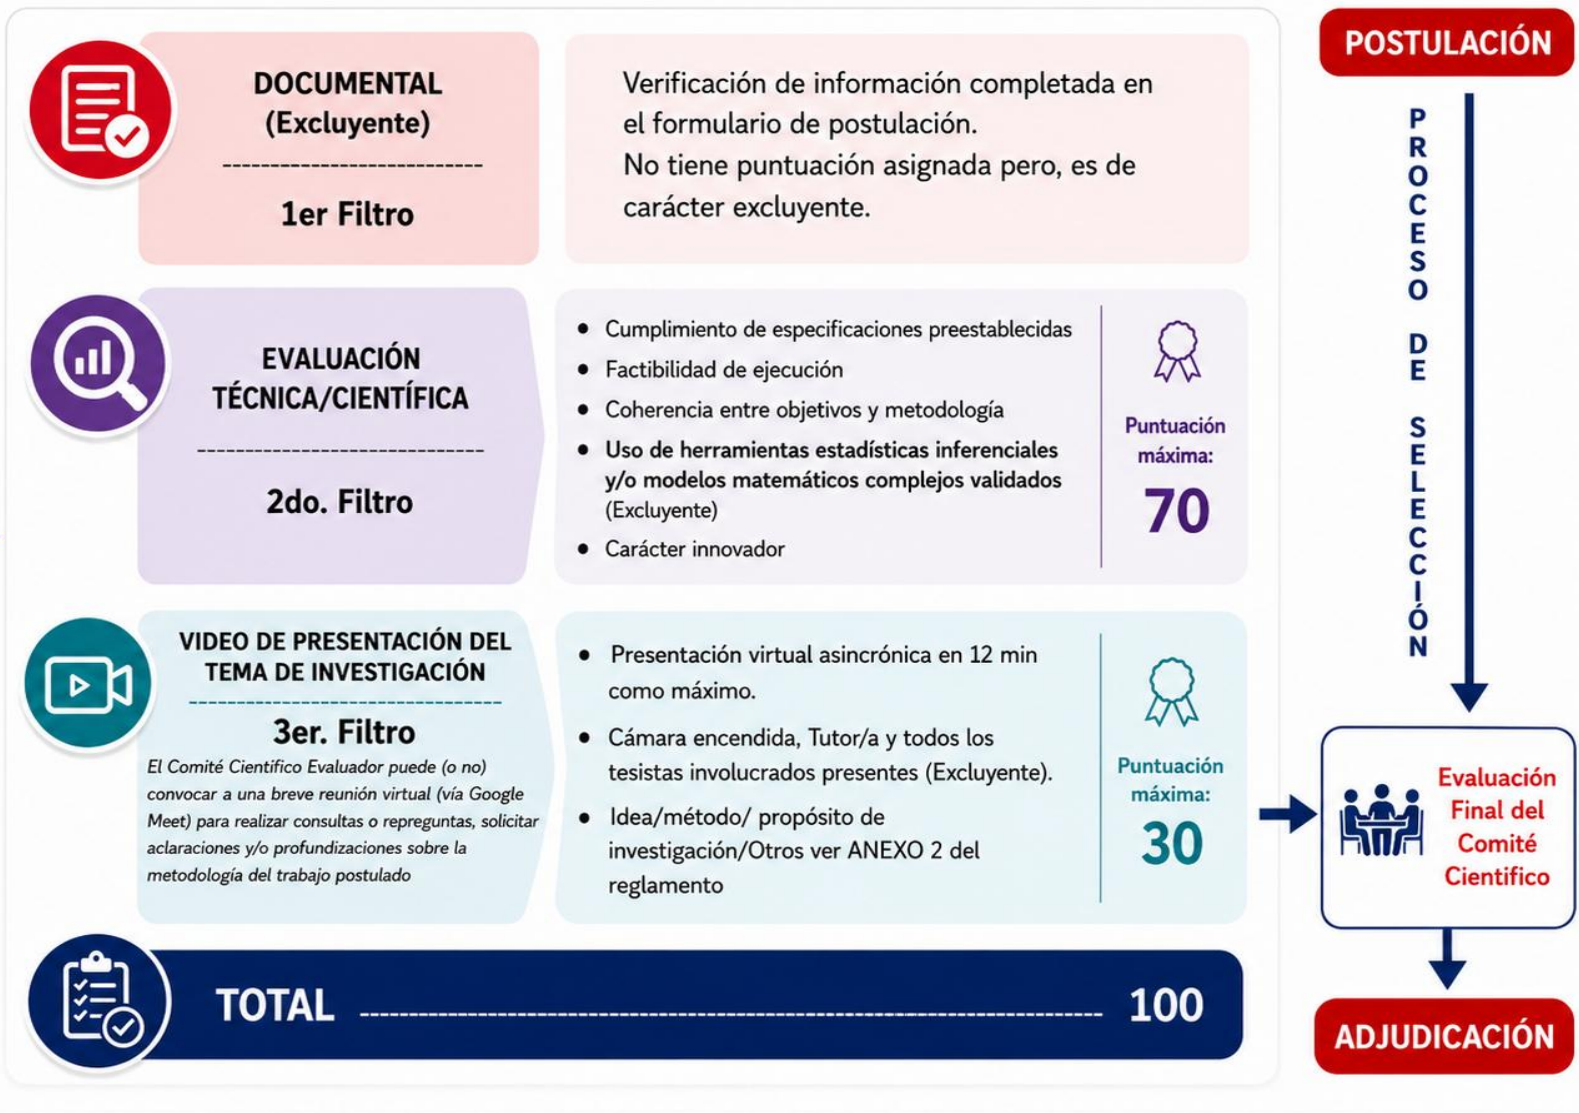 DOCUMENTAL
(Excluyente)
1er Filtro
Verificación de información completada en
el formulario de postulación.
No tiene puntuación asignada pero, es de
carácter excluyente.
EVALUACIÓN
TÉCNICA/CIENTÍFICA
2do. Filtro
• Cumplimiento de especificaciones preestablecidas
• Factibilidad de ejecución
• Coherencia entre objetivos y metodología
• Uso de herramientas estadísticas inferenciales
y/o modelos matemáticos complejos validados
(Excluyente)
• Carácter innovador
Puntuación
máxima:
70
VIDEO DE PRESENTACIÓN DEL
TEMA DE INVESTIGACIÓN
3er. Filtro
El Comité Científico Evaluador puede (o no)
convocar a una breve reunión virtual (vía Google
Meet) para realizar consultas o repreguntas, solicitar
aclaraciones y/o profundizaciones sobre la
metodología del trabajo postulado
• Presentación virtual asincrónica en 12 min
como máximo.
• Cámara encendida, Tutor/a y todos los
tesistas involucrados presentes (Excluyente).
• Idea/método/ propósito de
investigación/Otros ver ANEXO 2 del
reglamento
Puntuación
máxima:
30
TOTAL 100
POSTULACIÓN
PROCESO DE SELECCIÓN
Evaluación
Final del
Comité
Cientifico
ADJUDICACIÓN